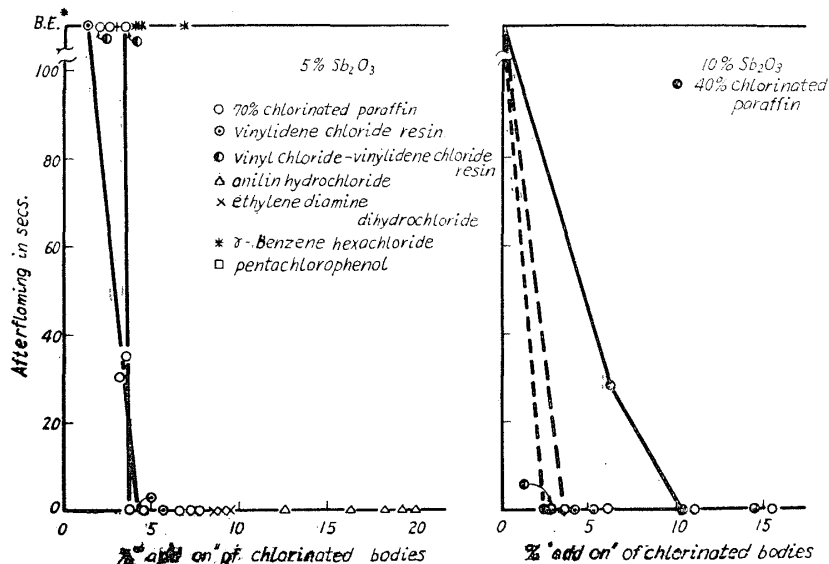 B.E.*
100
80
60
40
20
0
Afterflaming in secs.
5% Sb₂O₃
70% chlorinated paraffin
vinylidene chloride resin
vinyl chloride-vinylidene chloride
resin
anilin hydrochloride
ethylene diamine
dihydrochloride
γ-Benzene hexachloride
pentachlorophenol
0 5 10 15 20
% "add on" of chlorinated bodies
10% Sb₂O₃
40% chlorinated
paraffin
0 5 10 15
% "add on" of chlorinated bodies